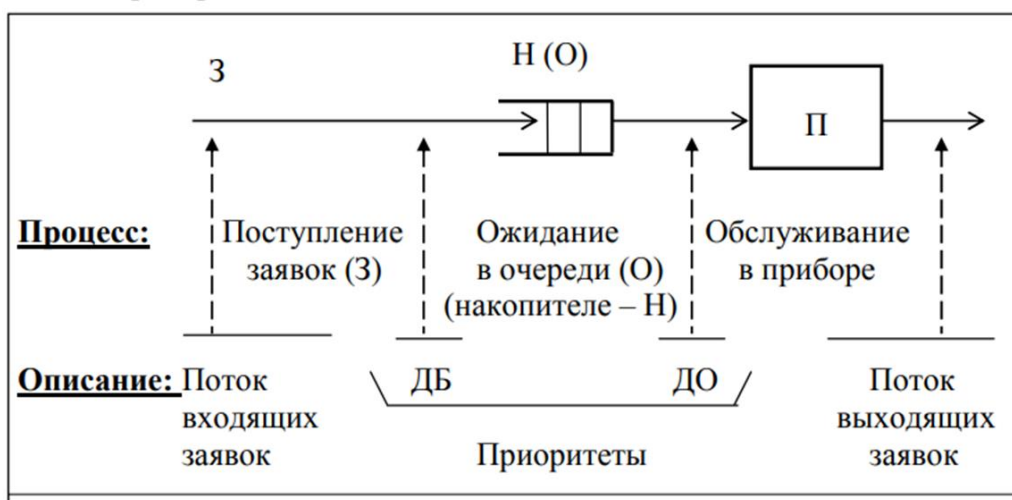 З
Н (О)
П
Процесс:
Поступление
заявок (З)
Ожидание
в очереди (О)
(накопителе – Н)
Обслуживание
в приборе
Описание:
Поток
входящих
заявок
ДБ
ДО
Приоритеты
Поток
выходящих
заявок